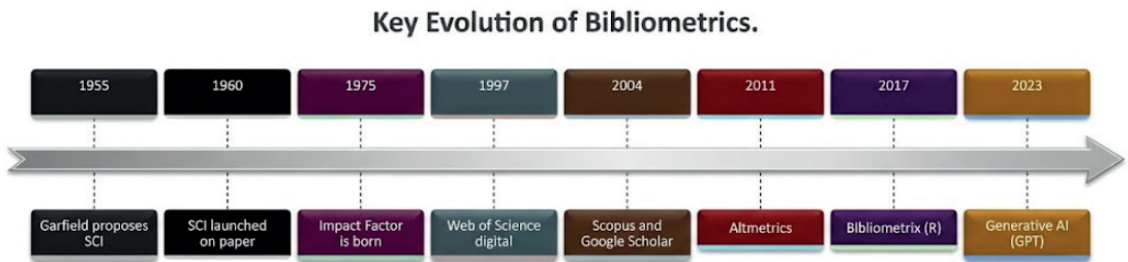 Key Evolution of Bibliometrics.
1955
1960
1975
1997
2004
2011
2017
2023
Garfield proposes
SCI
SCI launched
on paper
Impact Factor
is born
Web of Science
digital
Scopus and
Google Scholar
Altmetrics
Bibliometrix (R)
Generative AI
(GPT)